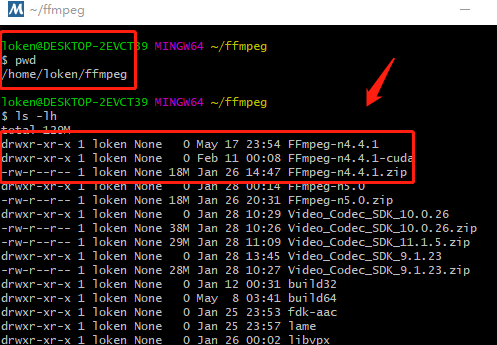 ~/ffmpeg
loken@DESKTOP-2EVCT39 MINGW64 ~/ffmpeg
$ pwd
/home/loken/ffmpeg
loken@DESKTOP-2EVCT39 MINGW64 ~/ffmpeg
$ ls -lh
total 129M
drwxr-xr-x 1 loken None 0 May 17 23:54 FFmpeg-n4.4.1
drwxr-xr-x 1 loken None 0 Feb 11 00:08 FFmpeg-n4.4.1-cuda
-rw-r--r-- 1 loken None 18M Jan 26 14:47 FFmpeg-n4.4.1.zip
drwxr-xr-x 1 loken None 0 Jan 28 00:14 FFmpeg-n5.0
-rw-r--r-- 1 loken None 18M Jan 26 20:31 FFmpeg-n5.0.zip
drwxr-xr-x 1 loken None 0 Jan 28 10:29 Video_Codec_SDK_10.0.26
-rw-r--r-- 1 loken None 38M Jan 28 10:26 Video_Codec_SDK_10.0.26.zip
-rw-r--r-- 1 loken None 29M Jan 28 11:09 Video_Codec_SDK_11.1.5.zip
drwxr-xr-x 1 loken None 0 Jan 28 13:45 Video_Codec_SDK_9.1.23
-rw-r--r-- 1 loken None 28M Jan 28 10:27 Video_Codec_SDK_9.1.23.zip
drwxr-xr-x 1 loken None 0 Jan 12 00:31 build32
drwxr-xr-x 1 loken None 0 May 8 03:41 build64
drwxr-xr-x 1 loken None 0 Jan 25 23:53 fdk-aac
drwxr-xr-x 1 loken None 0 Jan 25 23:57 lame
drwxr-xr-x 1 loken None 0 Jan 26 00:02 libvpx